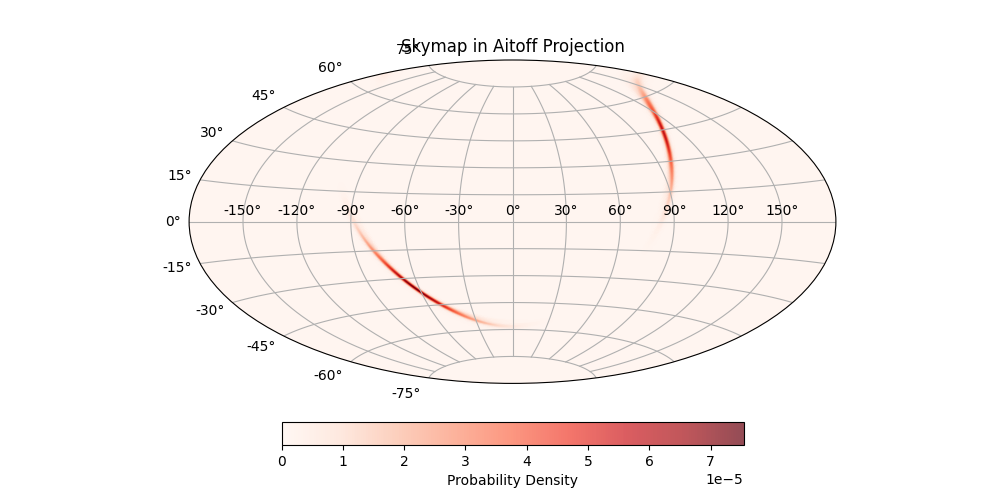 75°
Skymap in Aitoff Projection
60°
45°
30°
15°
-150° -120° -90° -60° -30° 0° 30° 60° 90° 120° 150°
0°
-15°
-30°
-45°
-60°
-75°
0 1 2 3 4 5 6 7
1e−5
Probability Density